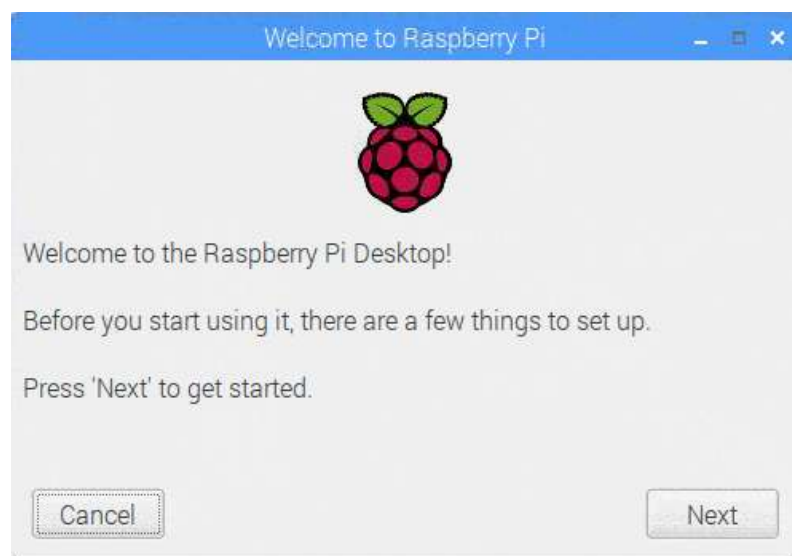 Welcome to Raspberry Pi
Welcome to the Raspberry Pi Desktop!
Before you start using it, there are a few things to set up.
Press 'Next' to get started.
Cancel
Next